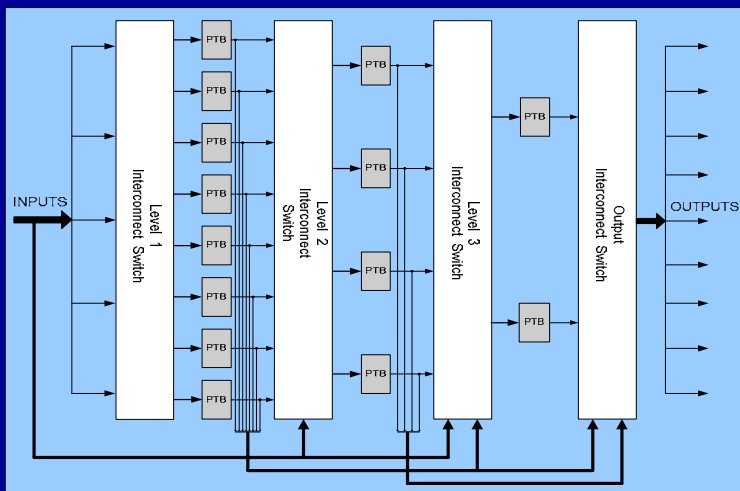 INPUTS
Level 1
Interconnect Switch
PTB
PTB
PTB
PTB
PTB
PTB
PTB
PTB
Level 2
Interconnect
Switch
PTB
PTB
PTB
PTB
Level 3
Interconnect Switch
PTB
PTB
Output
Interconnect Switch
OUTPUTS